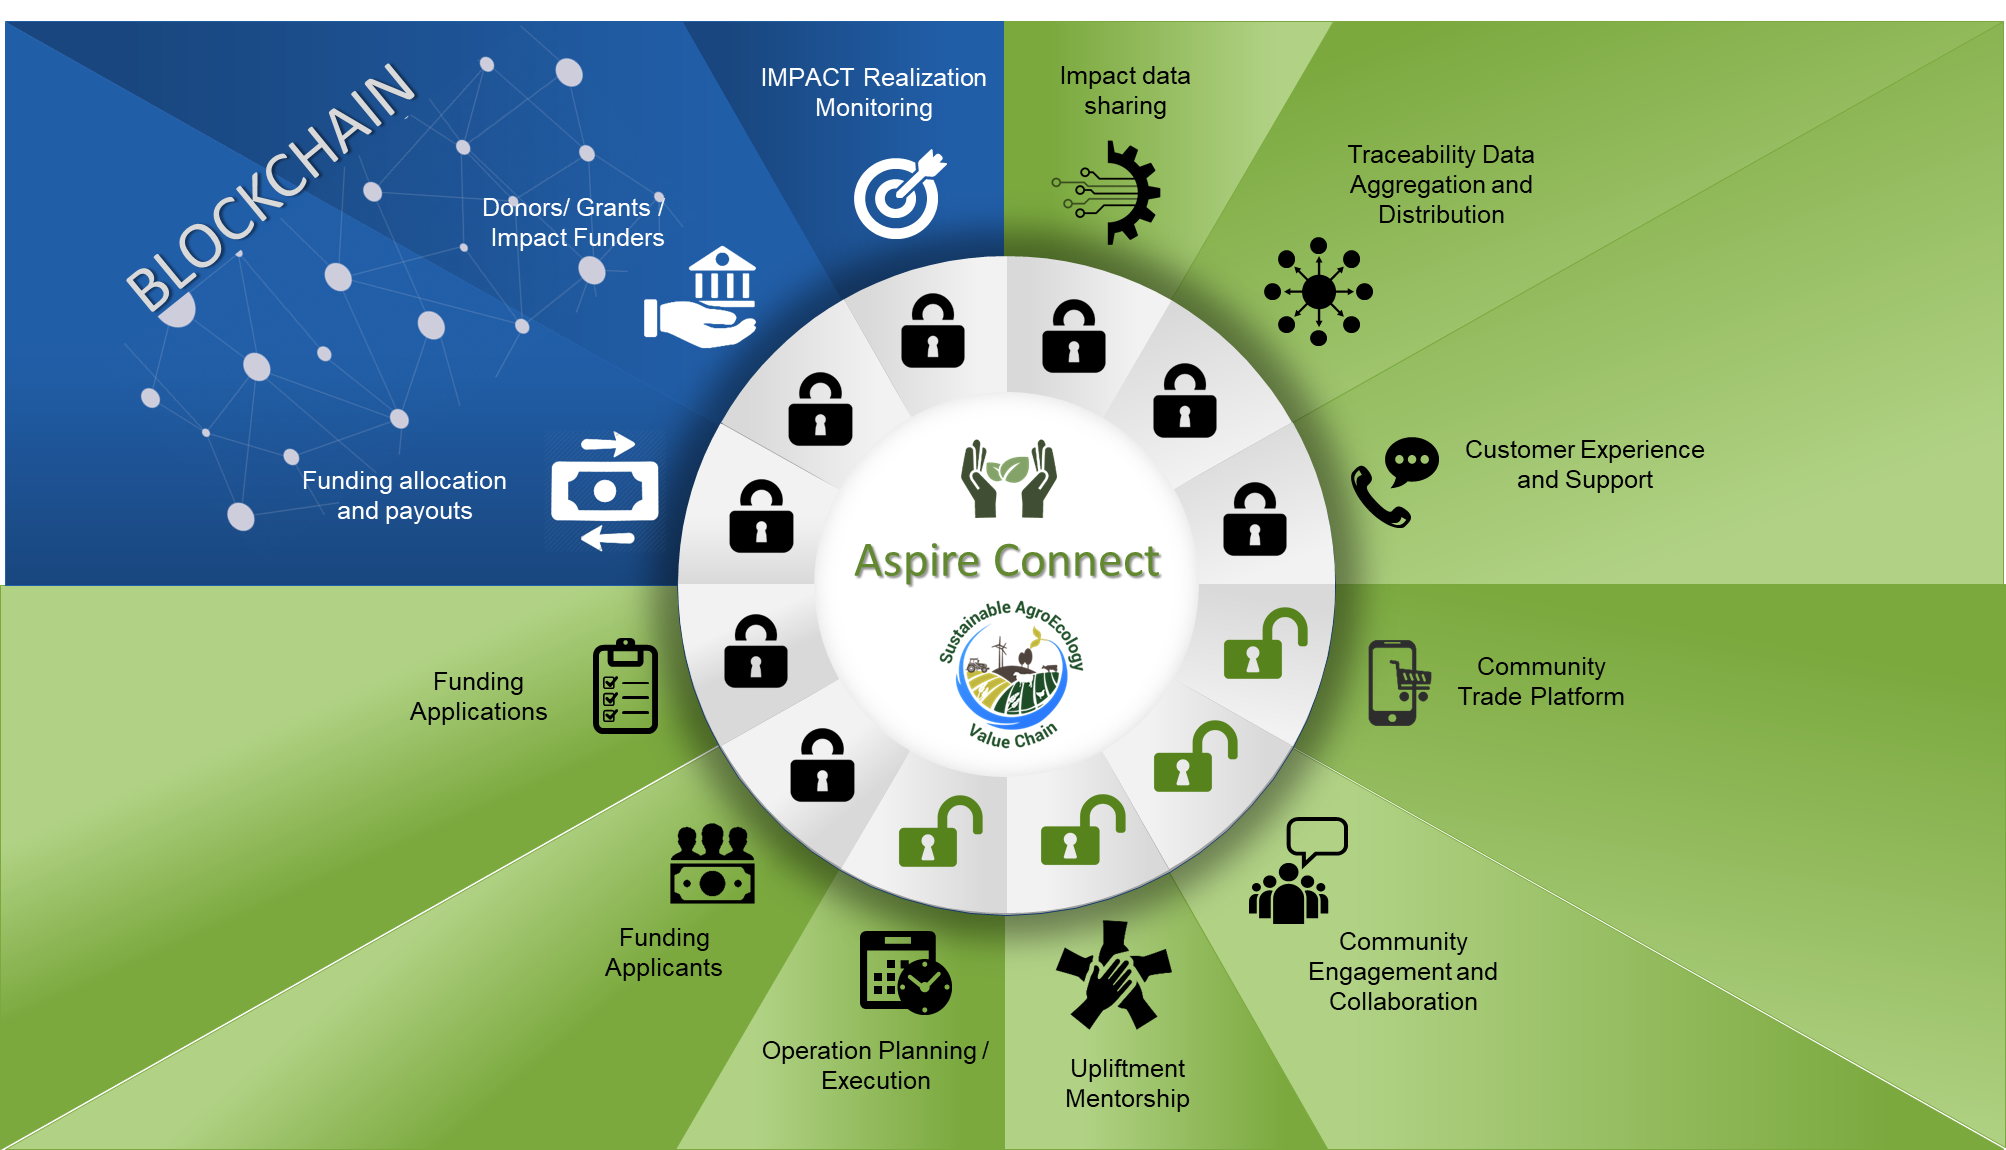 BLOCKCHAIN
IMPACT Realization
Monitoring
Impact data
sharing
Traceability Data
Aggregation and
Distribution
Donors/ Grants /
Impact Funders
Customer Experience
and Support
Funding allocation
and payouts
Aspire Connect
Sustainable AgroEcology
Value Chain
Funding
Applications
Community
Trade Platform
Funding
Applicants
Community
Engagement and
Collaboration
Operation Planning /
Execution
Upliftment
Mentorship